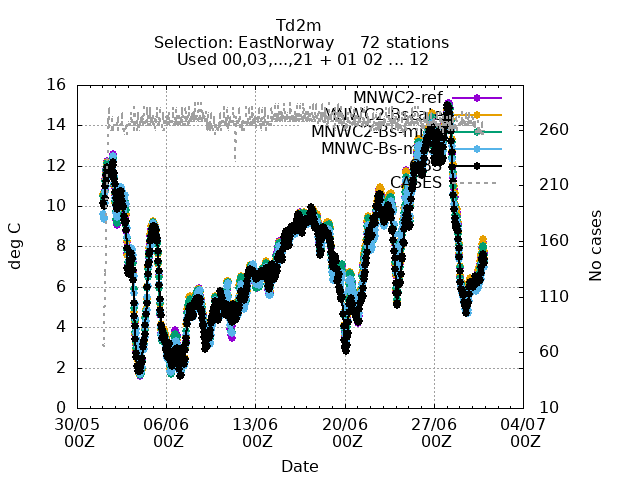 Td2m
Selection: EastNorway 72 stations
Used 00,03,...,21 + 01 02 ... 12
16
14
12
10
8
6
4
2
0
deg C
MNWC2-ref
CASES
260
210
160
110
60
10
No cases
30/05 06/06 13/06 20/06 27/06 04/07
00Z 00Z 00Z 00Z 00Z 00Z
Date